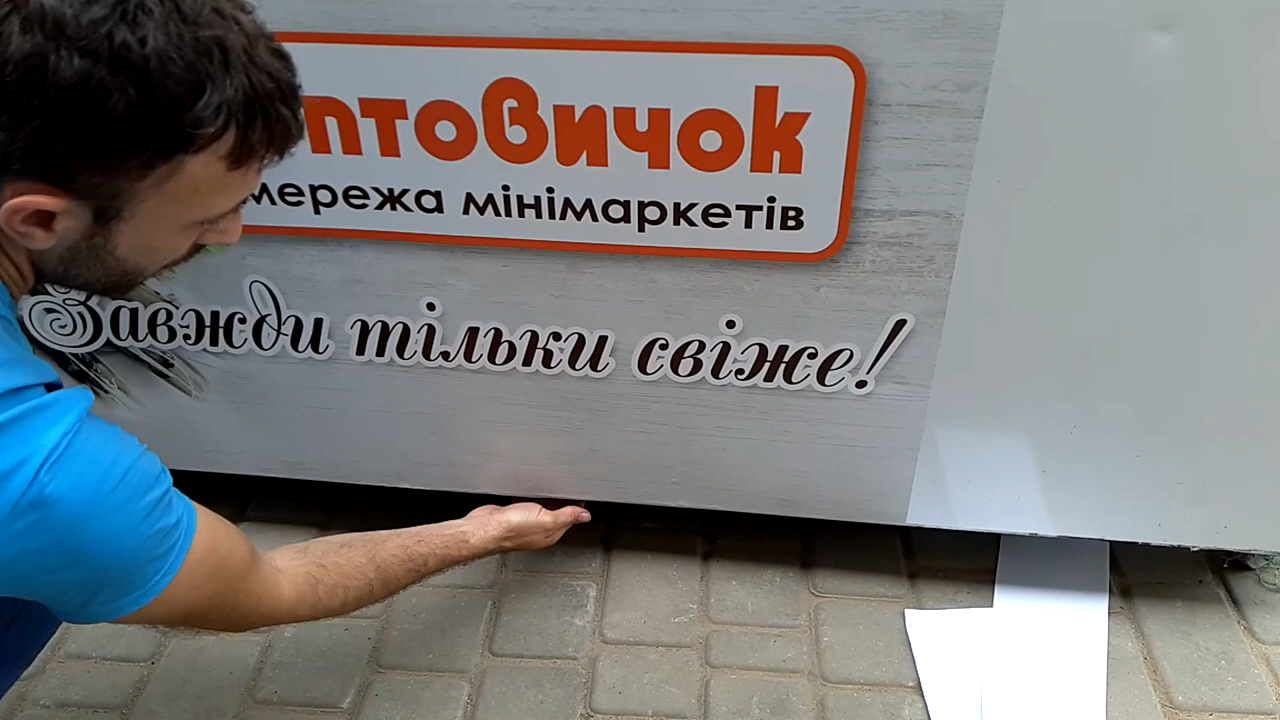 птовичок
мережа мінімаркетів
Завжди тільки свіже!